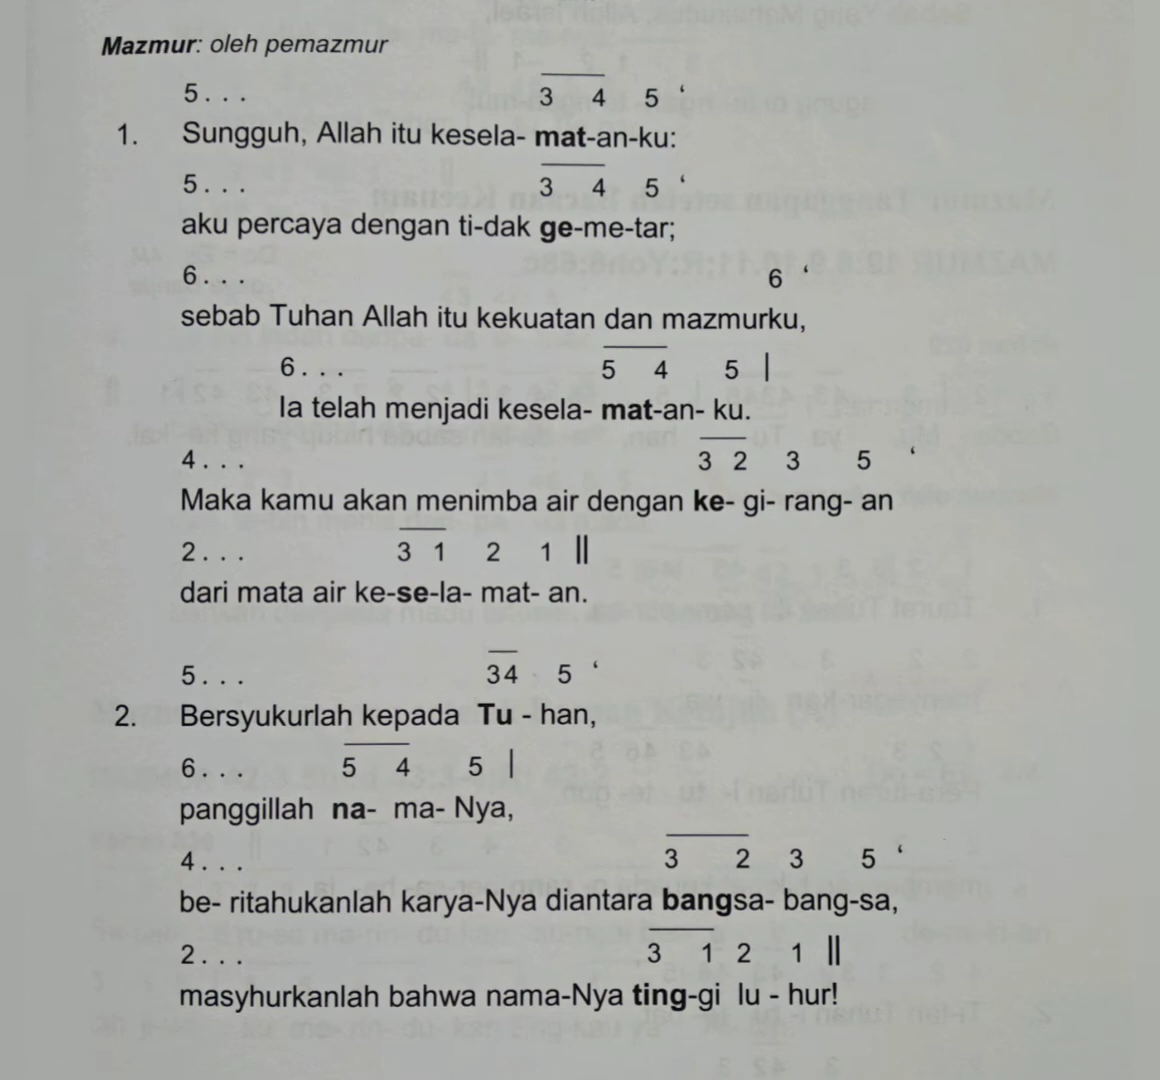 Mazmur: oleh pemazmur
5. . . 3 4 5 ‘
1. Sungguh, Allah itu kesela- mat-an-ku:
5. . . 3 4 5 ‘
aku percaya dengan ti-dak ge-me-tar;
6. . . 6 ‘
sebab Tuhan Allah itu kekuatan dan mazmurku,
6. . . 5 4 5 |
Ia telah menjadi kesela- mat-an- ku.
4. . . 3 2 3 5 ‘
Maka kamu akan menimba air dengan ke- gi- rang- an
2. . . 3 1 2 1 ||
dari mata air ke-se-la- mat- an.
5. . . 34 5 ‘
2. Bersyukurlah kepada Tu - han,
6. . . 5 4 5 |
panggillah na- ma- Nya,
4. . . 3 2 3 5 ‘
be- ritahukanlah karya-Nya diantara bangsa- bang-sa,
2. . . 3 1 2 1 ||
masyhurkanlah bahwa nama-Nya ting-gi lu - hur!